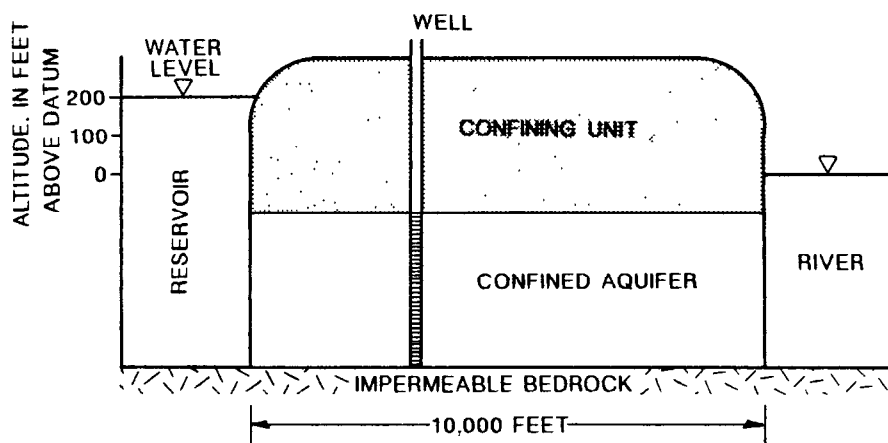 WELL
WATER
LEVEL
ALTITUDE. IN FEET
ABOVE DATUM
200
100
0
CONFINING UNIT
RESERVOIR
RIVER
CONFINED AQUIFER
IMPERMEABLE BEDROCK
10,000 FEET